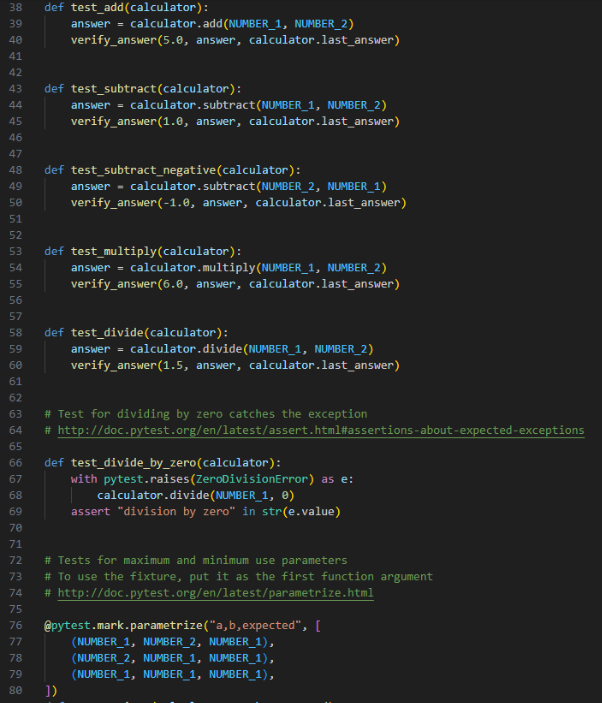 38 def test_add(calculator):
39     answer = calculator.add(NUMBER_1, NUMBER_2)
40     verify_answer(5.0, answer, calculator.last_answer)
41
42
43 def test_subtract(calculator):
44     answer = calculator.subtract(NUMBER_1, NUMBER_2)
45     verify_answer(1.0, answer, calculator.last_answer)
46
47
48 def test_subtract_negative(calculator):
49     answer = calculator.subtract(NUMBER_2, NUMBER_1)
50     verify_answer(-1.0, answer, calculator.last_answer)
51
52
53 def test_multiply(calculator):
54     answer = calculator.multiply(NUMBER_1, NUMBER_2)
55     verify_answer(6.0, answer, calculator.last_answer)
56
57
58 def test_divide(calculator):
59     answer = calculator.divide(NUMBER_1, NUMBER_2)
60     verify_answer(1.5, answer, calculator.last_answer)
61
62
63 # Test for dividing by zero catches the exception
64 # http://doc.pytest.org/en/latest/assert.html#assertions-about-expected-exceptions
65
66 def test_divide_by_zero(calculator):
67     with pytest.raises(ZeroDivisionError) as e:
68         calculator.divide(NUMBER_1, 0)
69     assert "division by zero" in str(e.value)
70
71
72 # Tests for maximum and minimum use parameters
73 # To use the fixture, put it as the first function argument
74 # http://doc.pytest.org/en/latest/parametrize.html
75
76 @pytest.mark.parametrize("a,b,expected", [
77     (NUMBER_1, NUMBER_2, NUMBER_1),
78     (NUMBER_2, NUMBER_1, NUMBER_1),
79     (NUMBER_1, NUMBER_1, NUMBER_1),
80 ])